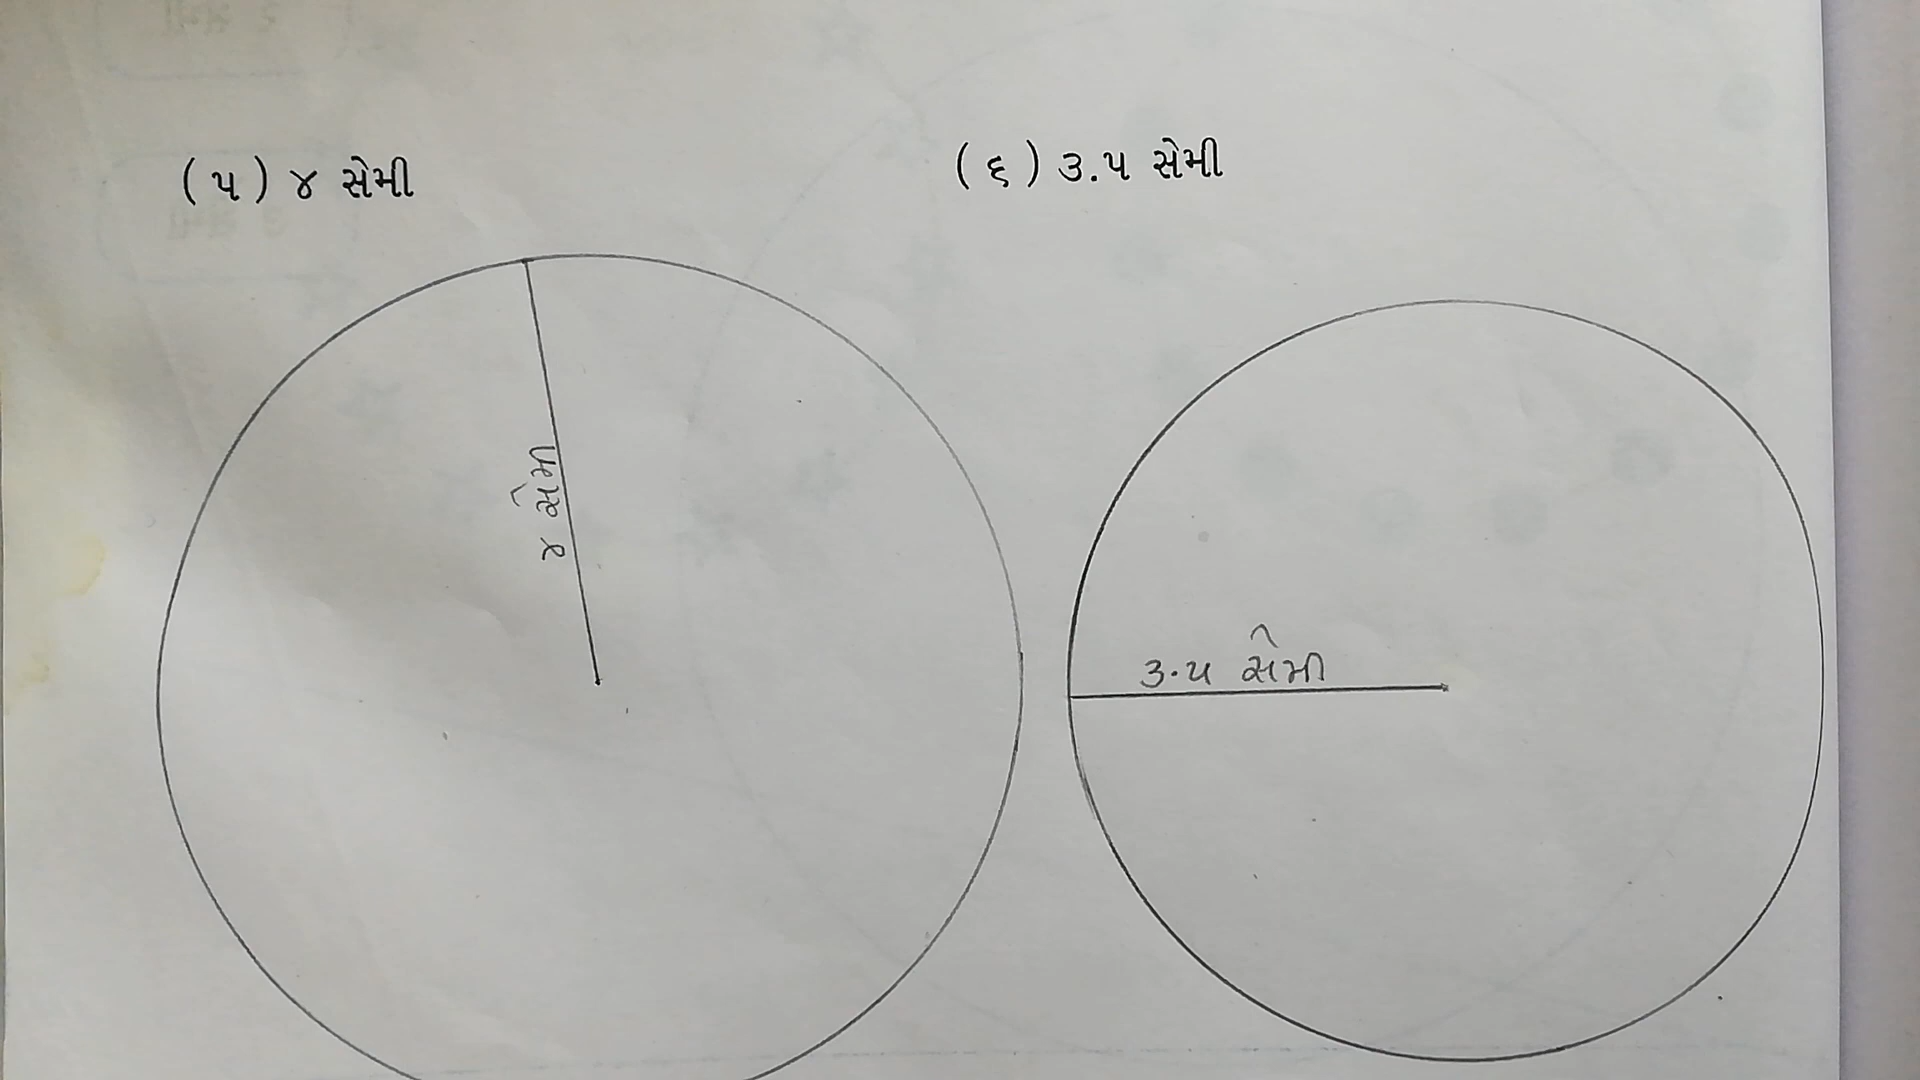 (૫) ૪ સેમી
(૬) ૩.૫ સેમી
૪ સેમી
૩.૫ સેમી